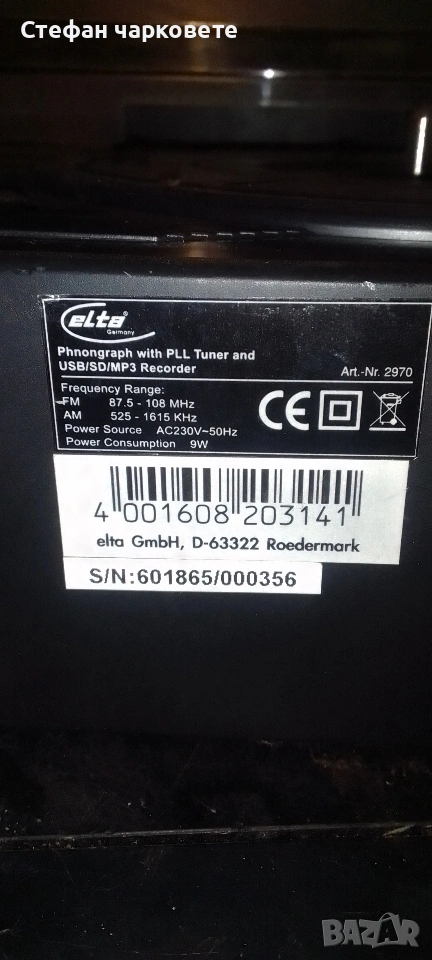 Стефан чарковете
elta®
Germany
Phnongraph with PLL Tuner and
USB/SD/MP3 Recorder
Art.-Nr. 2970
Frequency Range:
FM 87.5 - 108 MHz
AM 525 - 1615 KHz
Power Source AC230V~50Hz
Power Consumption 9W
CE
4 001608 203141
elta GmbH, D-63322 Roedermark
S/N:601865/000356
BAZAR